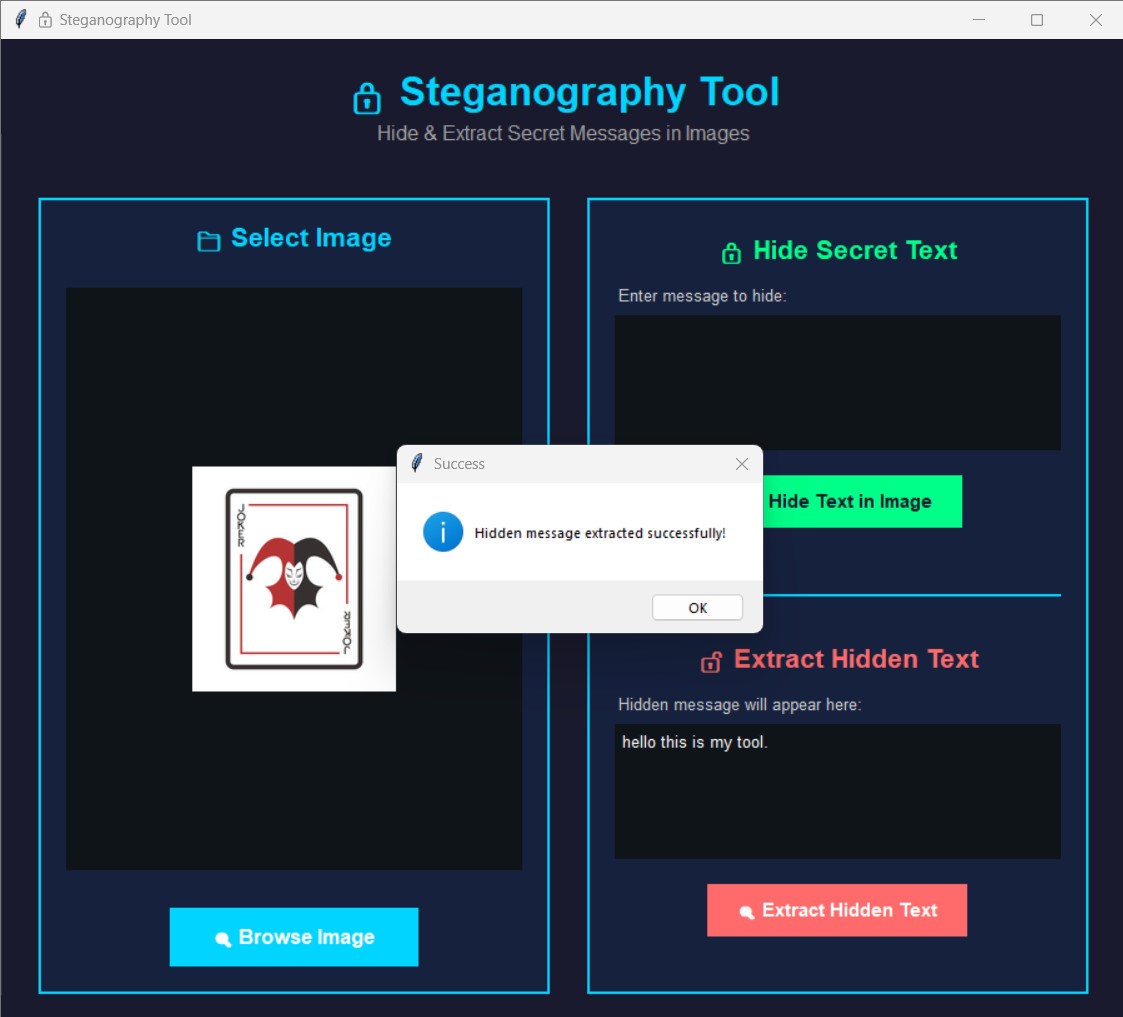 Steganography Tool
Steganography Tool
Hide & Extract Secret Messages in Images
Select Image
JOKER
JOKER
Browse Image
Hide Secret Text
Enter message to hide:
Hide Text in Image
Success
Hidden message extracted successfully!
OK
Extract Hidden Text
Hidden message will appear here:
hello this is my tool.
Extract Hidden Text